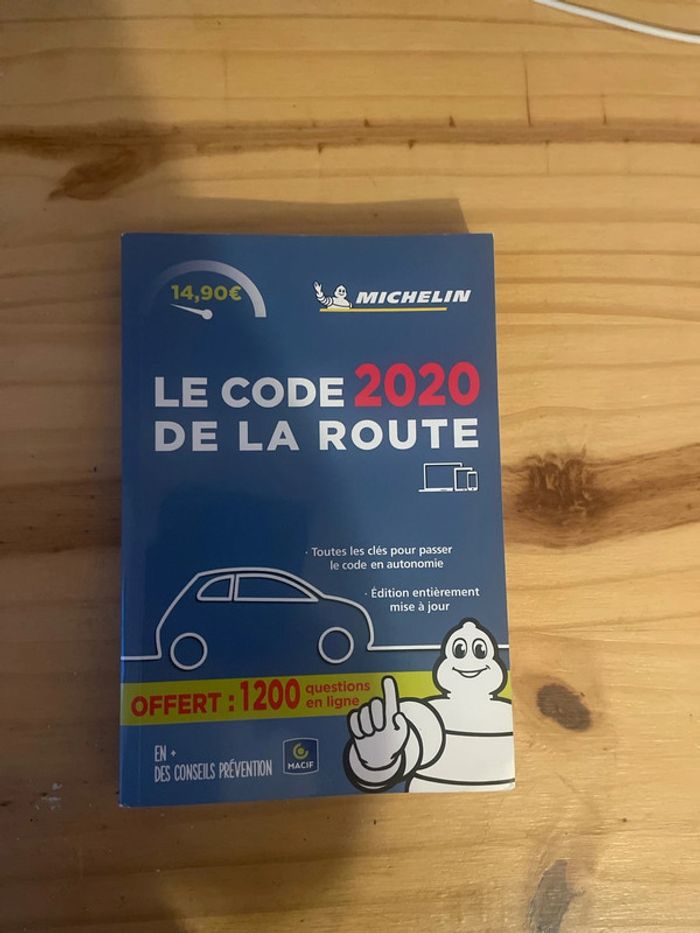 14,90€
MICHELIN
LE CODE 2020
DE LA ROUTE
· Toutes les clés pour passer
le code en autonomie
· Édition entièrement
mise à jour
OFFERT : 1200 questions
en ligne
EN +
DES CONSEILS PRÉVENTION
MACIF